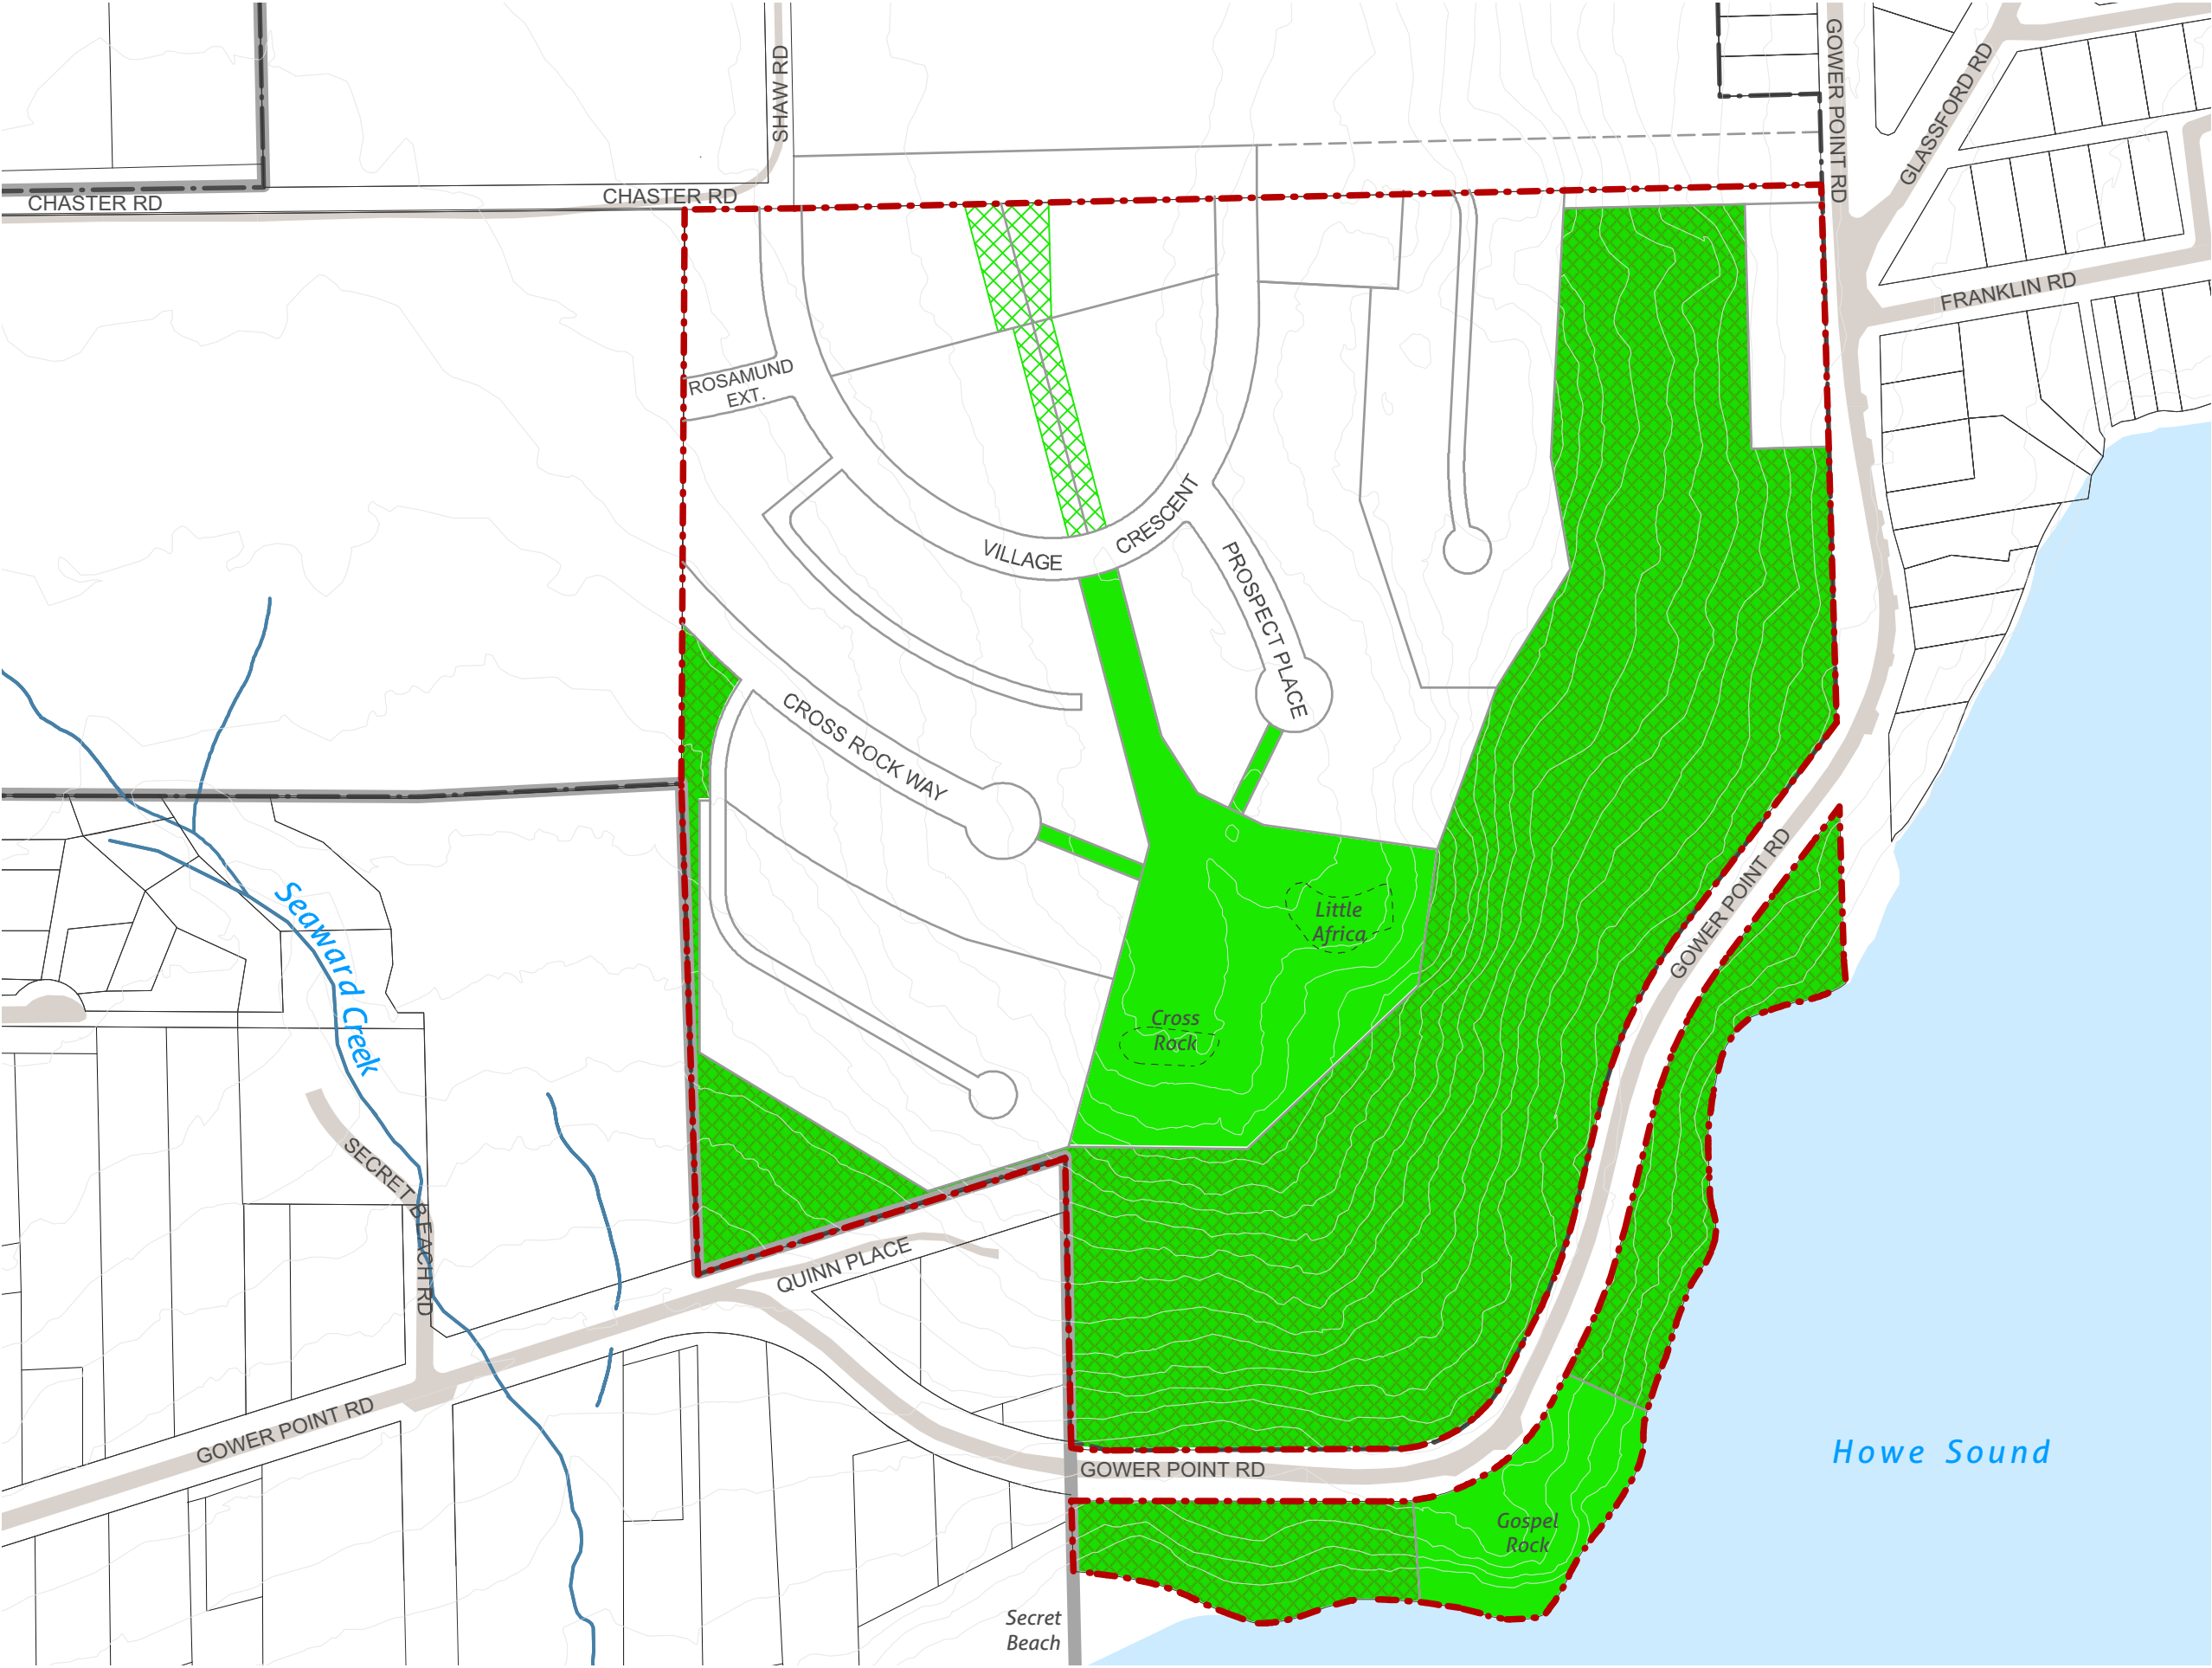 SHAW RD
GOWER POINT RD
GLASSFORD RD
CHASTER RD
CHASTER RD
FRANKLIN RD
ROSAMUND
EXT.
VILLAGE
CRESCENT
PROSPECT PLACE
CROSS ROCK WAY
GOWER POINT RD
Seaward Creek
Little
Africa
Cross
Rock
SECRET BEACH RD
QUINN PLACE
GOWER POINT RD
GOWER POINT RD
Howe Sound
Gospel
Rock
Secret
Beach